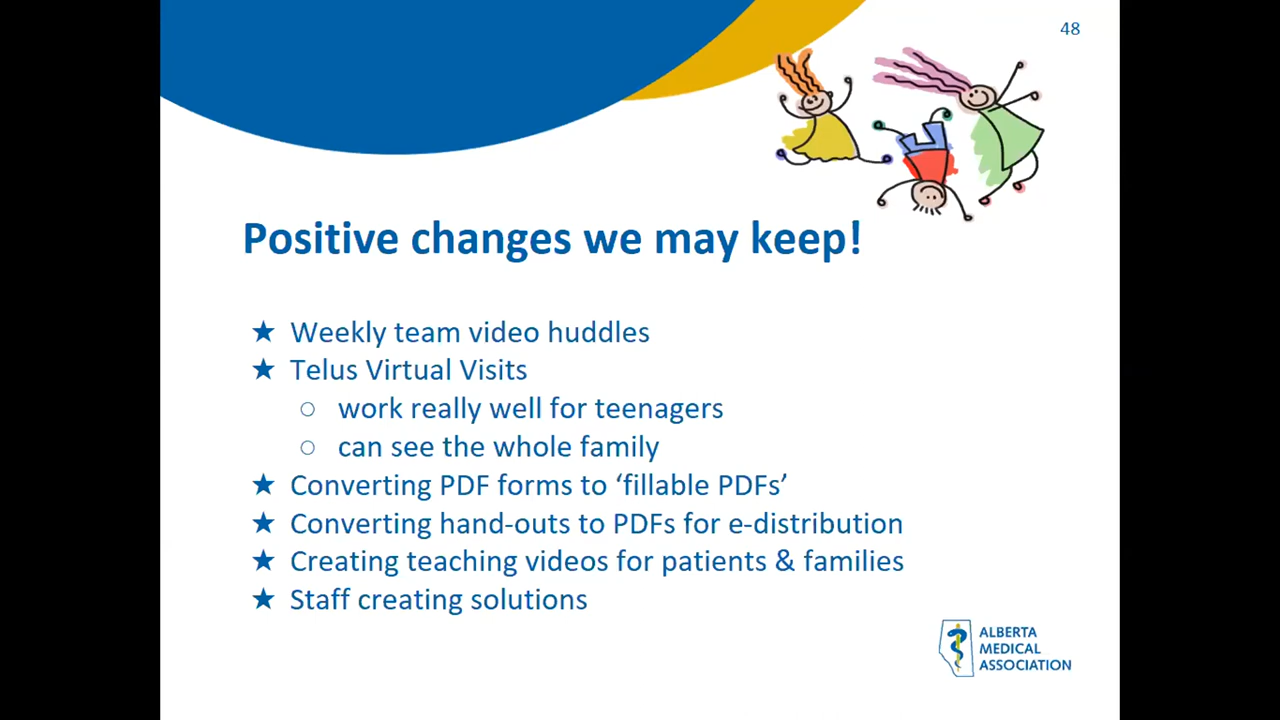 48
Positive changes we may keep!
★ Weekly team video huddles
★ Telus Virtual Visits
○ work really well for teenagers
○ can see the whole family
★ Converting PDF forms to ‘fillable PDFs’
★ Converting hand-outs to PDFs for e-distribution
★ Creating teaching videos for patients & families
★ Staff creating solutions
ALBERTA
MEDICAL
ASSOCIATION